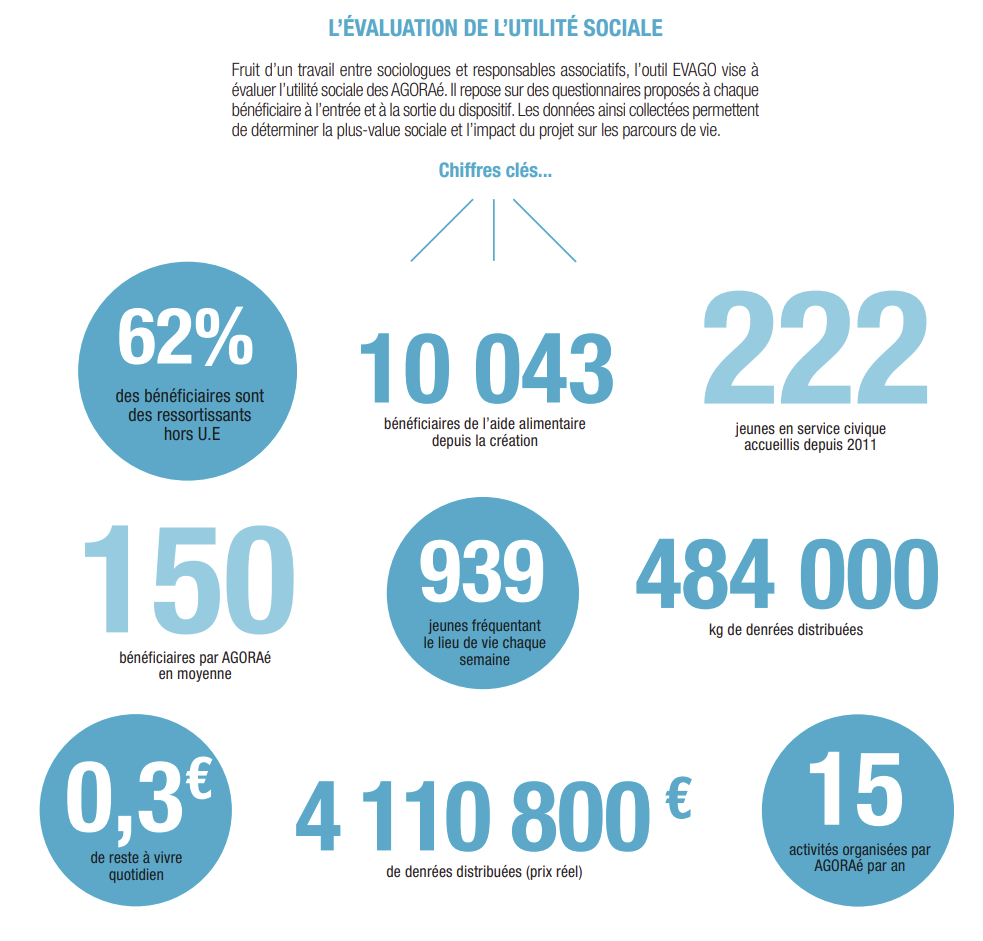 L'ÉVALUATION DE L'UTILITÉ SOCIALE
Fruit d'un travail entre sociologues et responsables associatifs, l'outil EVAGO vise à
évaluer l'utilité sociale des AGORAé. Il repose sur des questionnaires proposés à chaque
bénéficiaire à l'entrée et à la sortie du dispositif. Les données ainsi collectées permettent
de déterminer la plus-value sociale et l'impact du projet sur les parcours de vie.
Chiffres clés...
62%
des bénéficiaires sont
des ressortissants
hors U.E
10 043
bénéficiaires de l'aide alimentaire
depuis la création
222
jeunes en service civique
accueillis depuis 2011
150
bénéficiaires par AGORAé
en moyenne
939
jeunes fréquentant
le lieu de vie chaque
semaine
484 000
kg de denrées distribuées
0,3€
de reste à vivre
quotidien
4 110 800 €
de denrées distribuées (prix réel)
15
activités organisées par
AGORAé par an